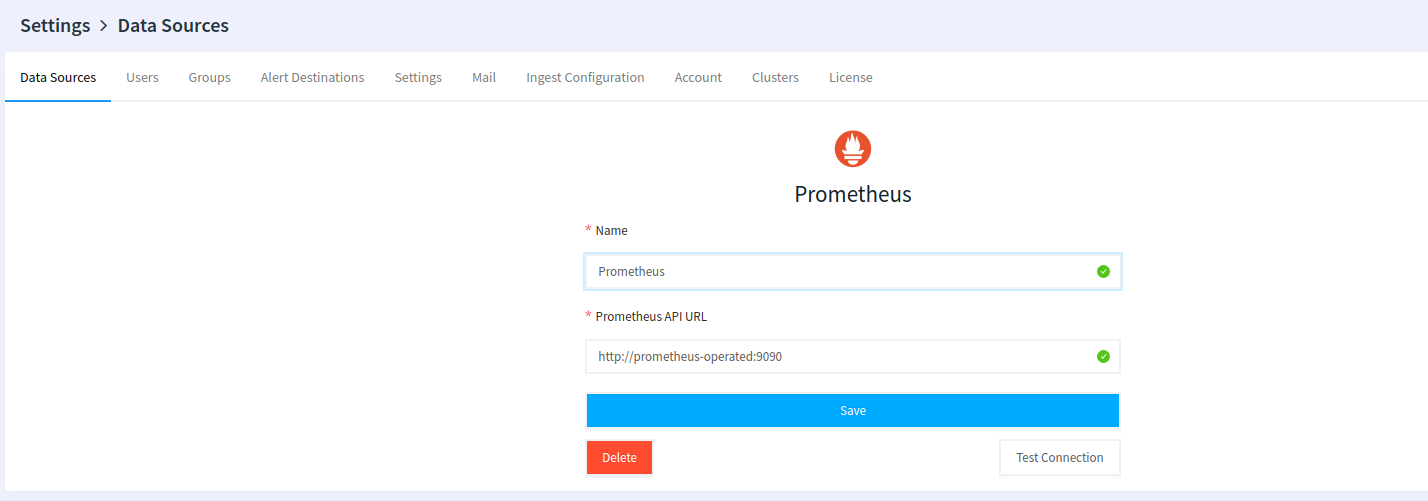 Settings > Data Sources
Data Sources Users Groups Alert Destinations Settings Mail Ingest Configuration Account Clusters License
Prometheus
* Name
Prometheus
* Prometheus API URL
http://prometheus-operated:9090
Save
Delete Test Connection